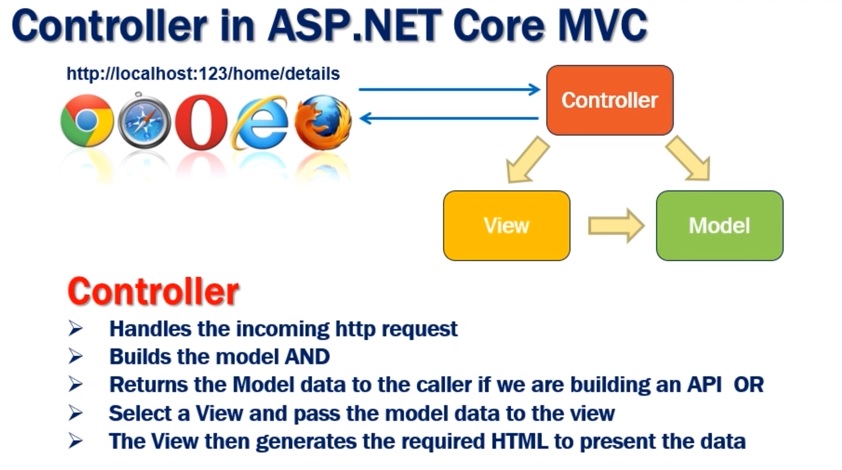 Controller in ASP.NET Core MVC
http://localhost:123/home/details
Controller
View
Model
Controller
➢ Handles the incoming http request
➢ Builds the model AND
➢ Returns the Model data to the caller if we are building an API OR
➢ Select a View and pass the model data to the view
➢ The View then generates the required HTML to present the data